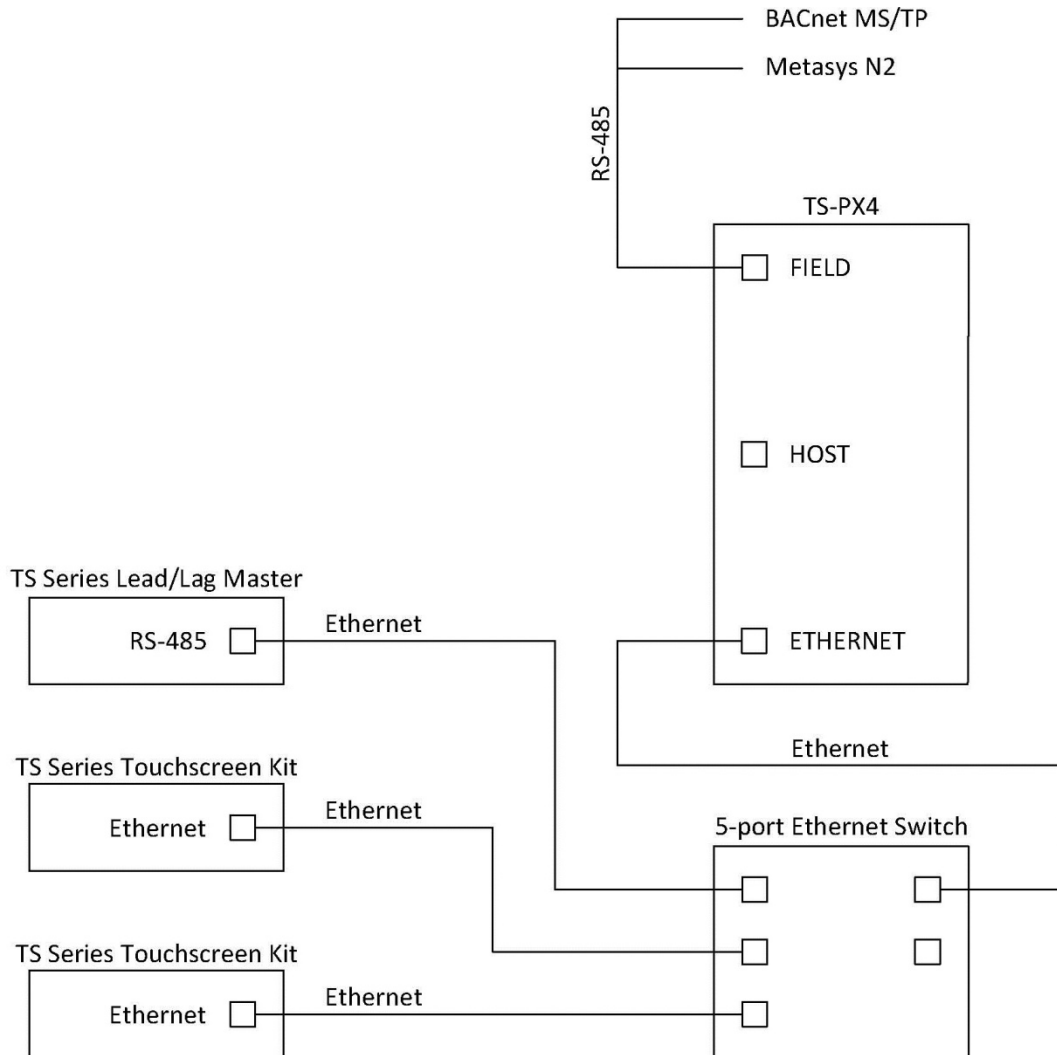 BACnet MS/TP
Metasys N2
RS-485
TS-PX4
FIELD
HOST
TS Series Lead/Lag Master
RS-485
Ethernet
ETHERNET
Ethernet
TS Series Touchscreen Kit
Ethernet
Ethernet
5-port Ethernet Switch
TS Series Touchscreen Kit
Ethernet
Ethernet